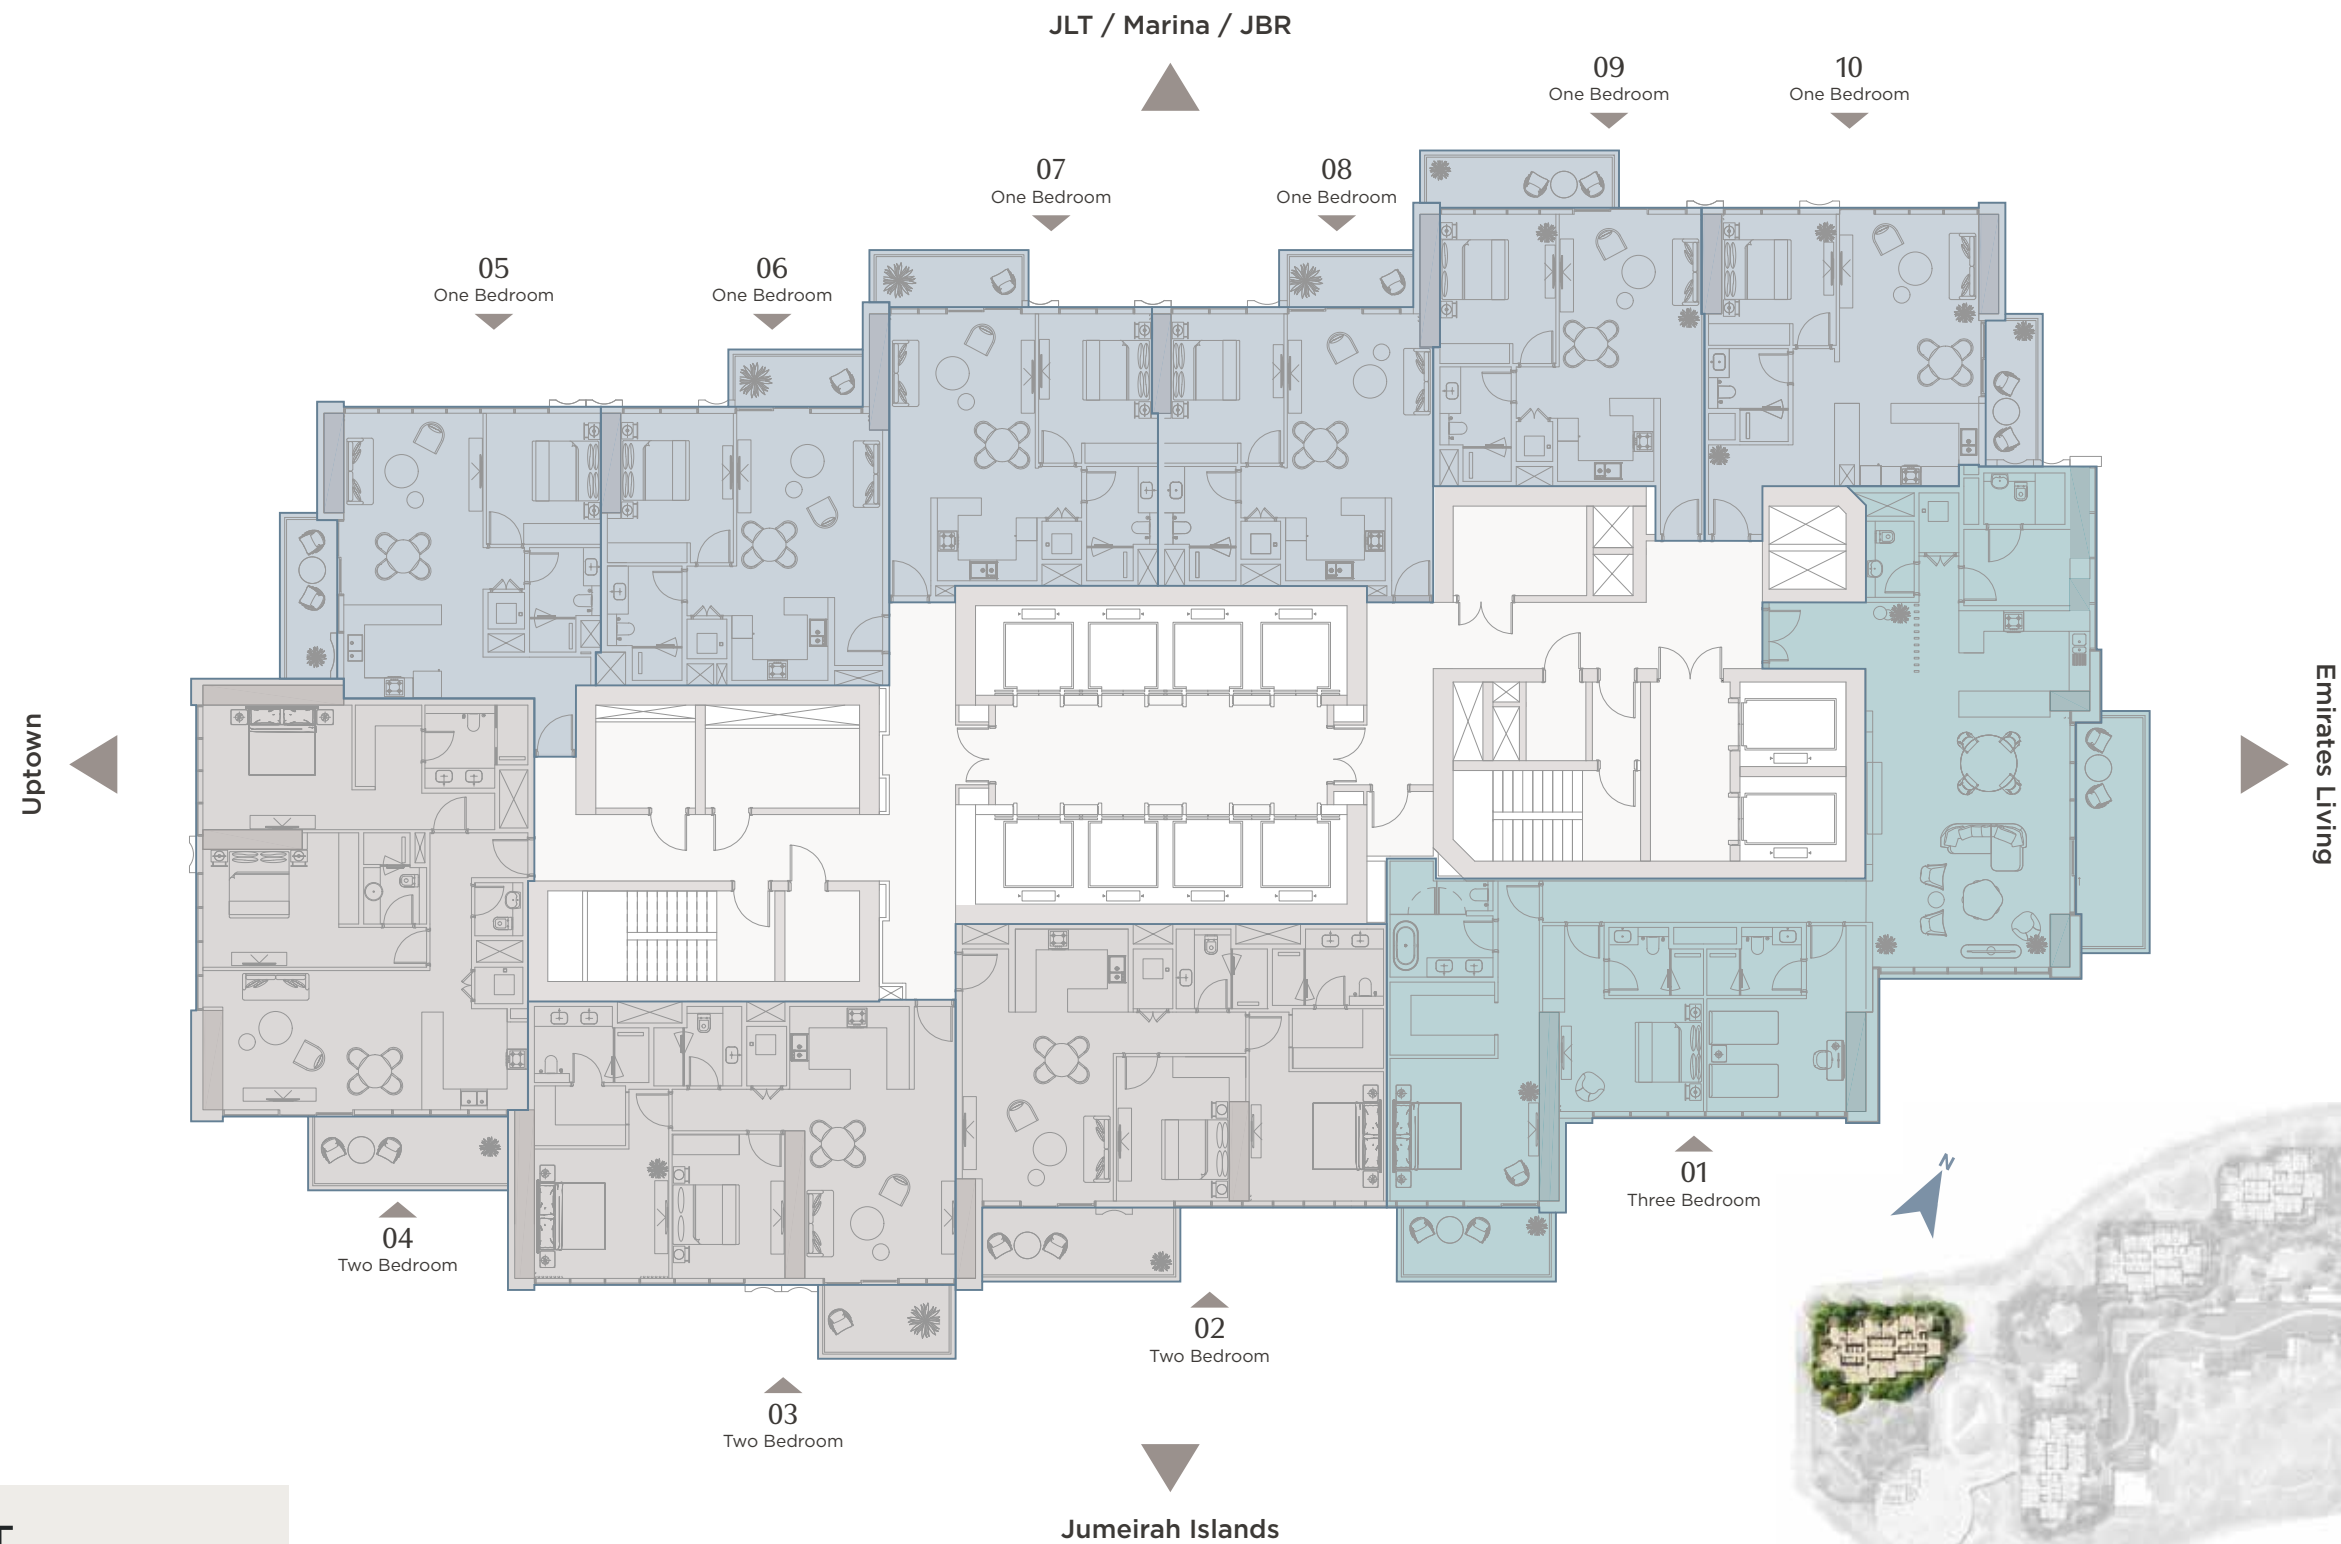 JLT / Marina / JBR
09
One Bedroom
10
One Bedroom
07
One Bedroom
08
One Bedroom
05
One Bedroom
06
One Bedroom
Uptown
Emirates Living
01
Three Bedroom
N
04
Two Bedroom
02
Two Bedroom
03
Two Bedroom
Jumeirah Islands